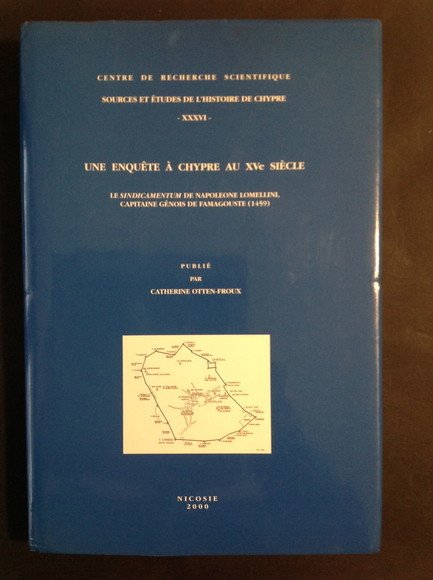 CENTRE DE RECHERCHE SCIENTIFIQUE
SOURCES ET ÉTUDES DE L'HISTOIRE DE CHYPRE
- XXXVI -
UNE ENQUÊTE À CHYPRE AU XVe SIÈCLE
LE SINDICAMENTUM DE NAPOLEONE LOMELLINI,
CAPITAINE GÉNOIS DE FAMAGOUSTE (1459)
PUBLIÉ
PAR
CATHERINE OTTEN-FROUX
NICOSIE
2000